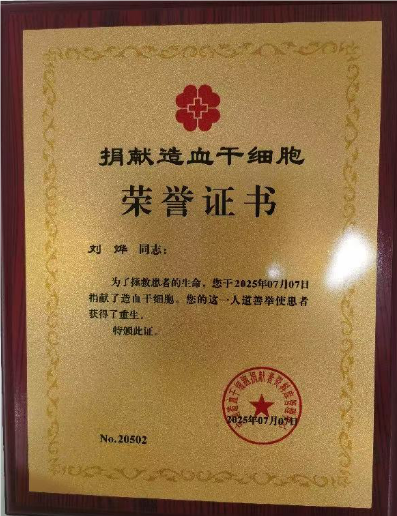 捐献造血干细胞
荣誉证书
刘烨 同志：
为了拯救患者的生命，您于2025年07月07日
捐献了造血干细胞。您的这一人道善举使患者
获得了重生。
特颁此证。
2025年07月07日
No.20502